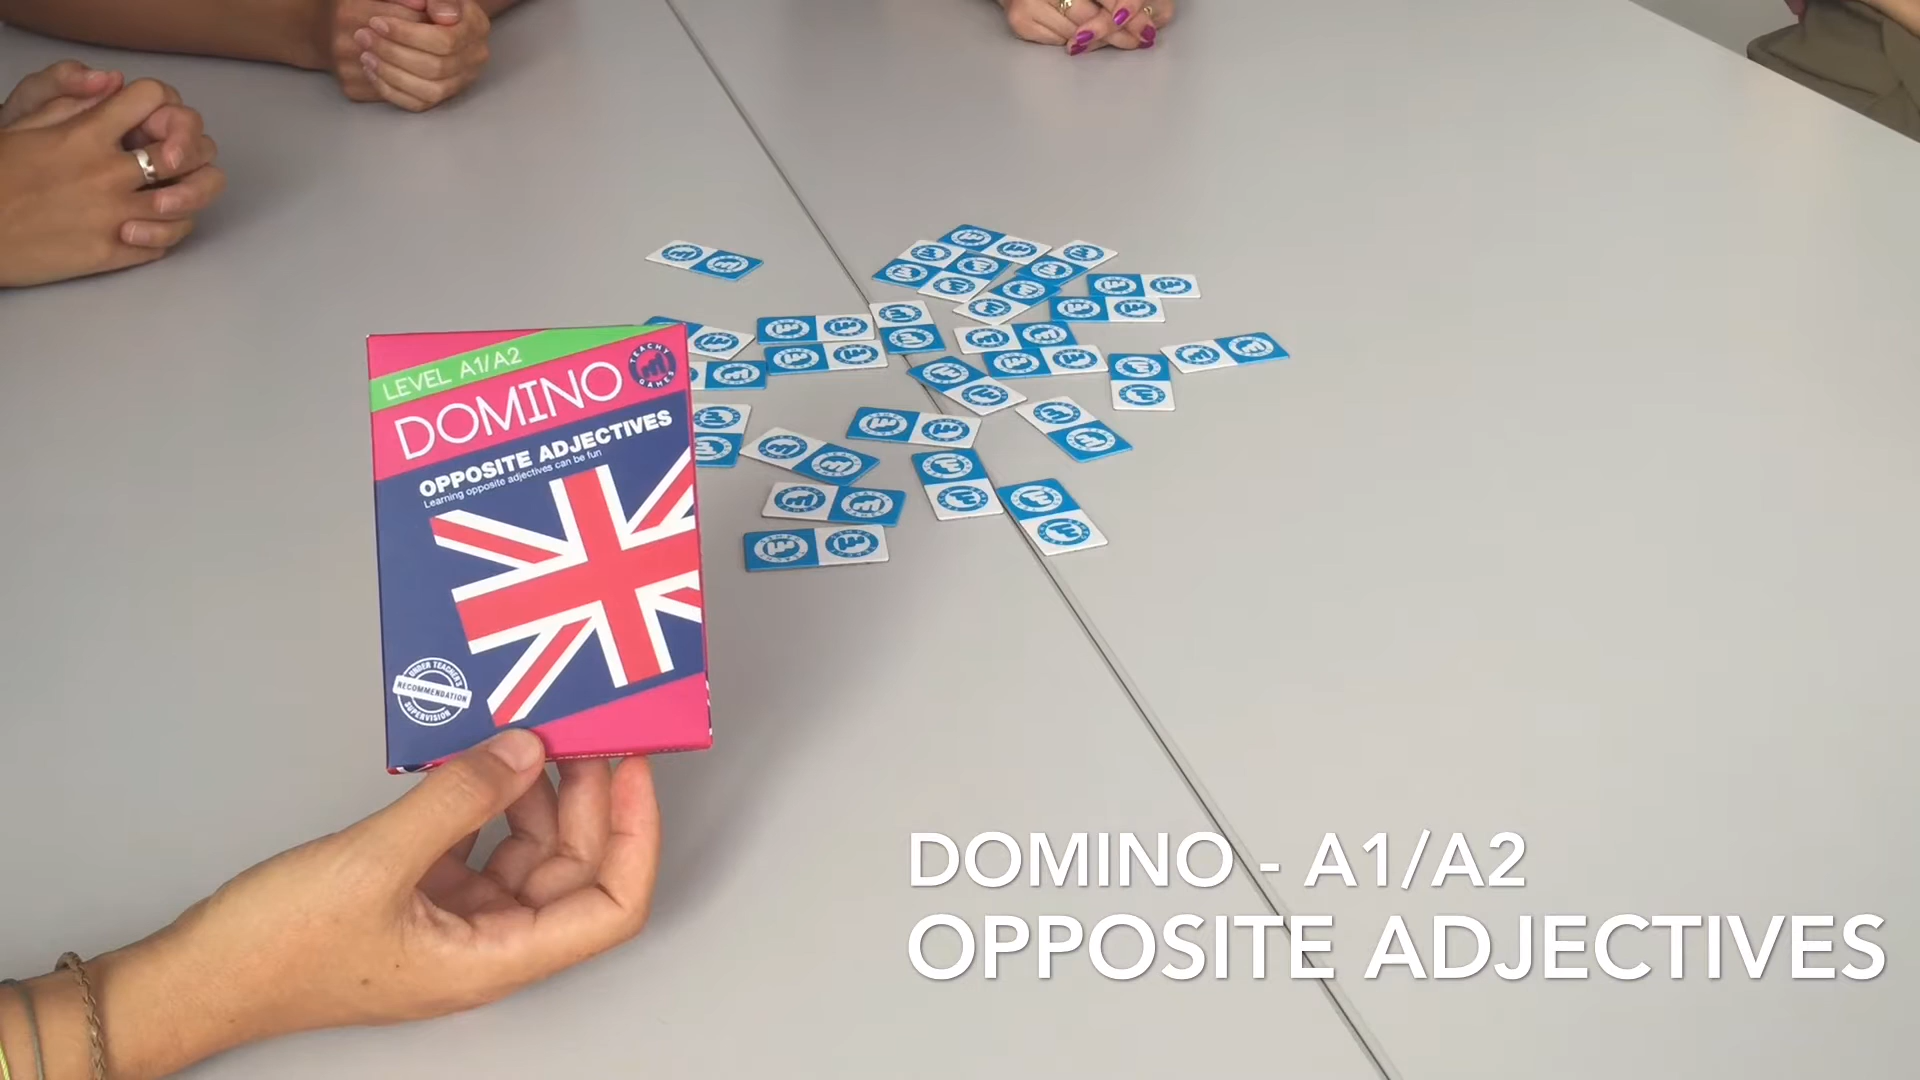 LEVEL A1/A2
DOMINO
TEACHY GAMES
OPPOSITE ADJECTIVES
Learning opposite adjectives can be fun
UNDER TEACHER'S
RECOMMENDATION
SUPERVISION
ADJECTIVES
DOMINO - A1/A2
OPPOSITE ADJECTIVES